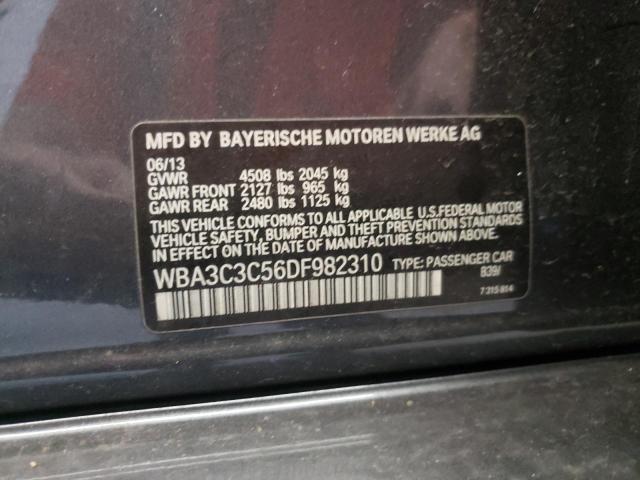 MFD BY BAYERISCHE MOTOREN WERKE AG
06/13
GVWR 4508 lbs 2045 kg
GAWR FRONT 2127 lbs 965 kg
GAWR REAR 2480 lbs 1125 kg
THIS VEHICLE CONFORMS TO ALL APPLICABLE U.S.FEDERAL MOTOR
VEHICLE SAFETY, BUMPER, AND THEFT PREVENTION STANDARDS
IN EFFECT ON THE DATE OF MANUFACTURE SHOWN ABOVE.
WBA3C3C56DF982310 TYPE: PASSENGER CAR
B39/
7 315 814